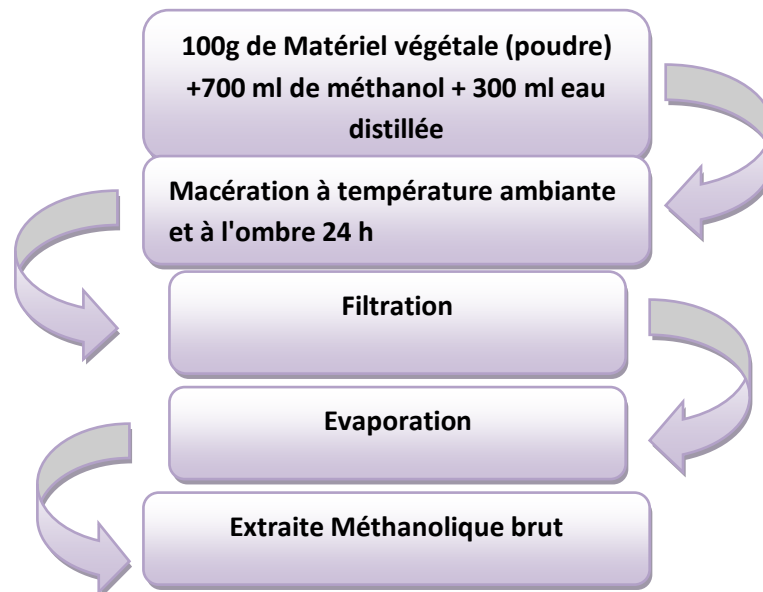 100g de Matériel végétale (poudre)
+700 ml de méthanol + 300 ml eau
distillée
Macération à température ambiante
et à l'ombre 24 h
Filtration
Evaporation
Extraite Méthanolique brut